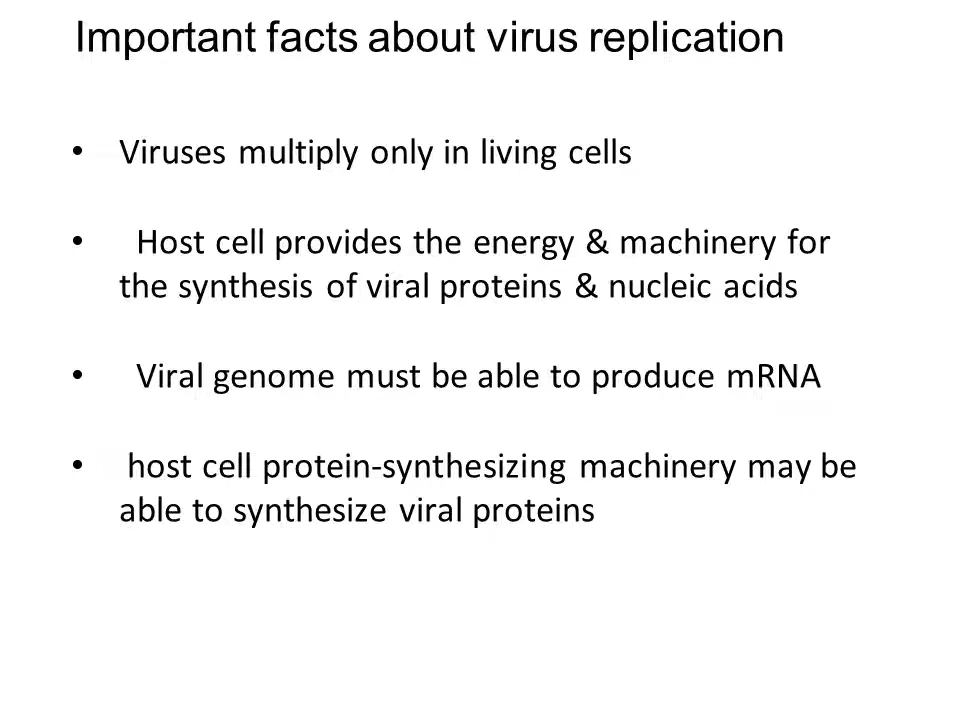 Important facts about virus replication
• Viruses multiply only in living cells
• Host cell provides the energy & machinery for
the synthesis of viral proteins & nucleic acids
• Viral genome must be able to produce mRNA
• host cell protein-synthesizing machinery may be
able to synthesize viral proteins